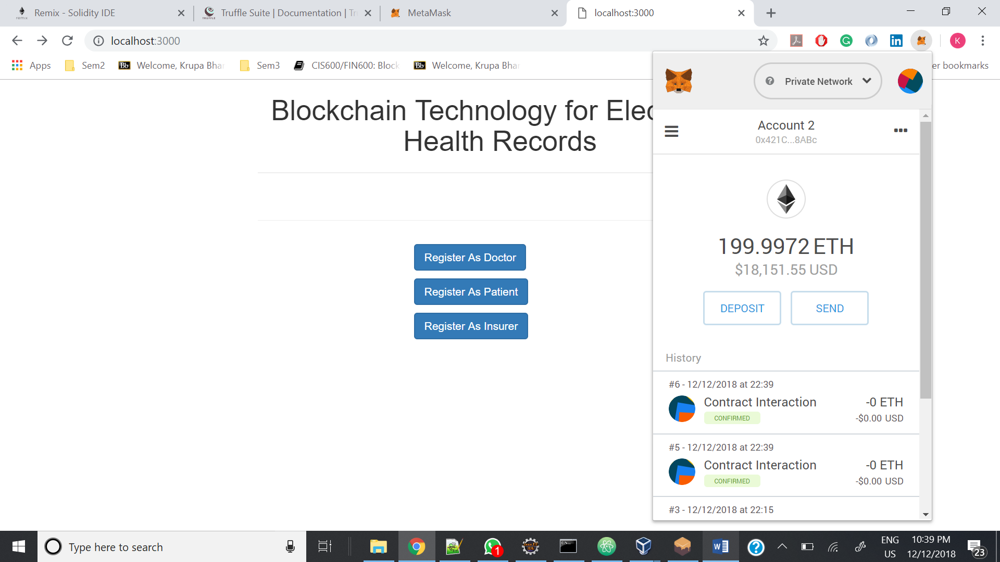 Remix - Solidity IDE
Truffle Suite | Documentation | Tr
MetaMask
localhost:3000
localhost:3000
K
Apps
Sem2
Bb Welcome, Krupa Bhar
Sem3
CIS600/FIN600: Block
Bb Welcome, Krupa Bhar
er bookmarks
Blockchain Technology for Elec
Health Records
Register As Doctor
Register As Patient
Register As Insurer
Private Network
Account 2
0x421C...8ABc
199.9972 ETH
$18,151.55 USD
DEPOSIT
SEND
History
#6 - 12/12/2018 at 22:39
Contract Interaction
-0 ETH
CONFIRMED
-$0.00 USD
#5 - 12/12/2018 at 22:39
Contract Interaction
-0 ETH
CONFIRMED
-$0.00 USD
#3 - 12/12/2018 at 22:15
Type here to search
1
ENG
US
10:39 PM
12/12/2018
23